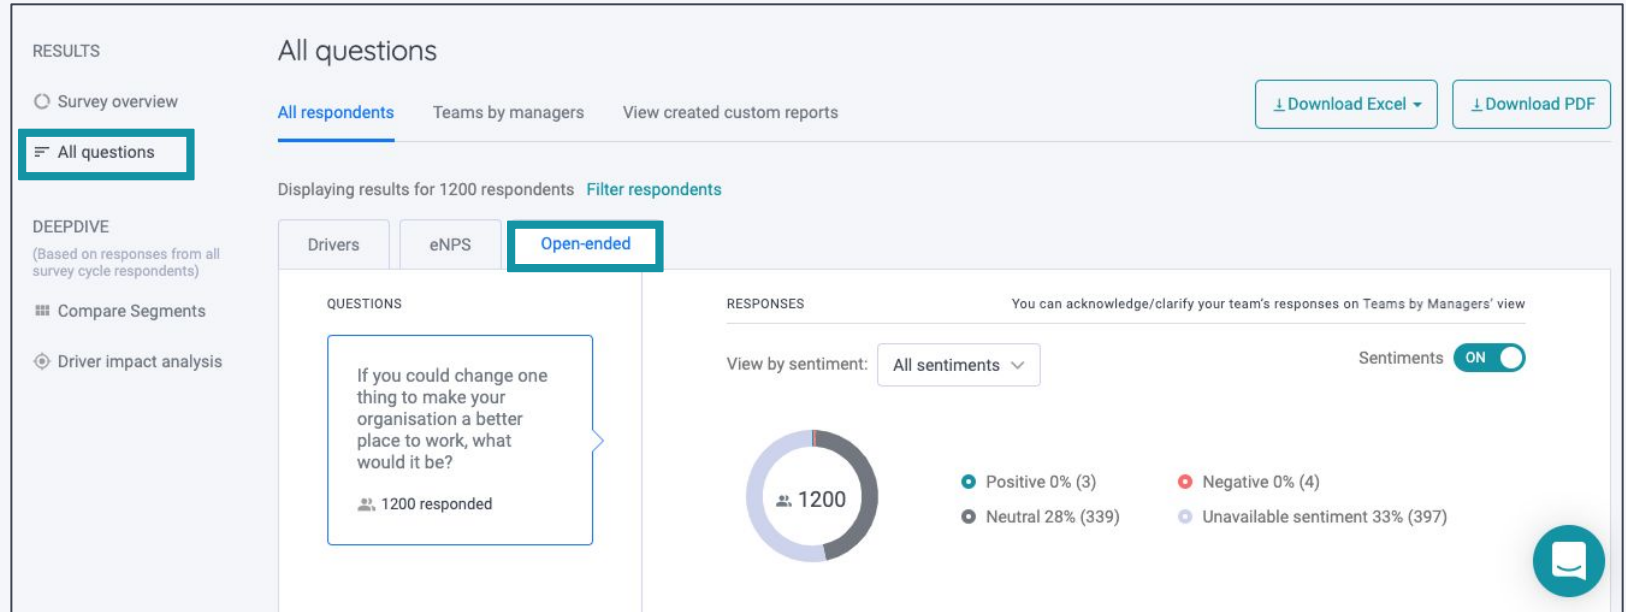 RESULTS
Survey overview
All questions
DEEPDIVE
(Based on responses from all
survey cycle respondents)
Compare Segments
Driver impact analysis
All questions
All respondents
Teams by managers
View created custom reports
Download Excel
Download PDF
Displaying results for 1200 respondents Filter respondents
Drivers
eNPS
Open-ended
QUESTIONS
If you could change one
thing to make your
organisation a better
place to work, what
would it be?
1200 responded
RESPONSES
You can acknowledge/clarify your team's responses on Teams by Managers' view
View by sentiment:
All sentiments
Sentiments
ON
1200
Positive 0% (3)
Negative 0% (4)
Neutral 28% (339)
Unavailable sentiment 33% (397)